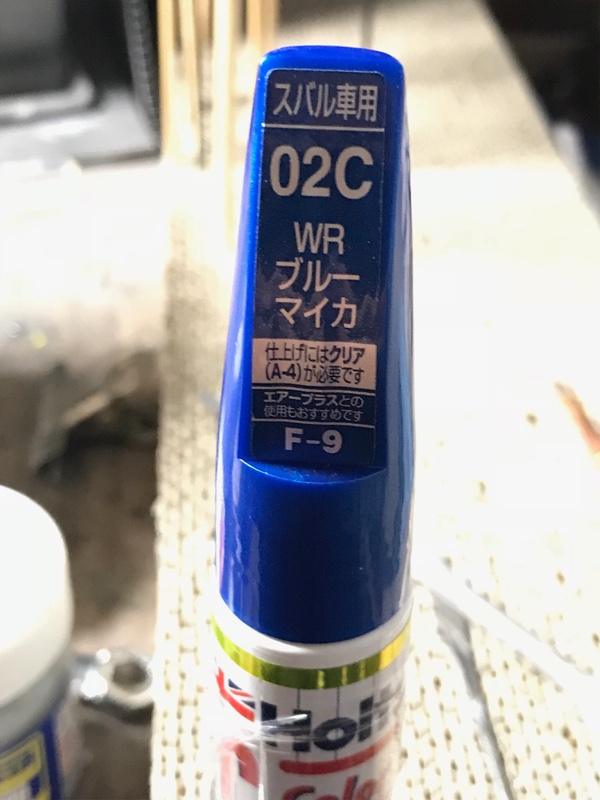 スバル車用
02C
WR
ブルー
マイカ
仕上げにはクリア
(A-4)が必要です
エアープラスとの
使用もおすすめです
F-9
Holt
Colo